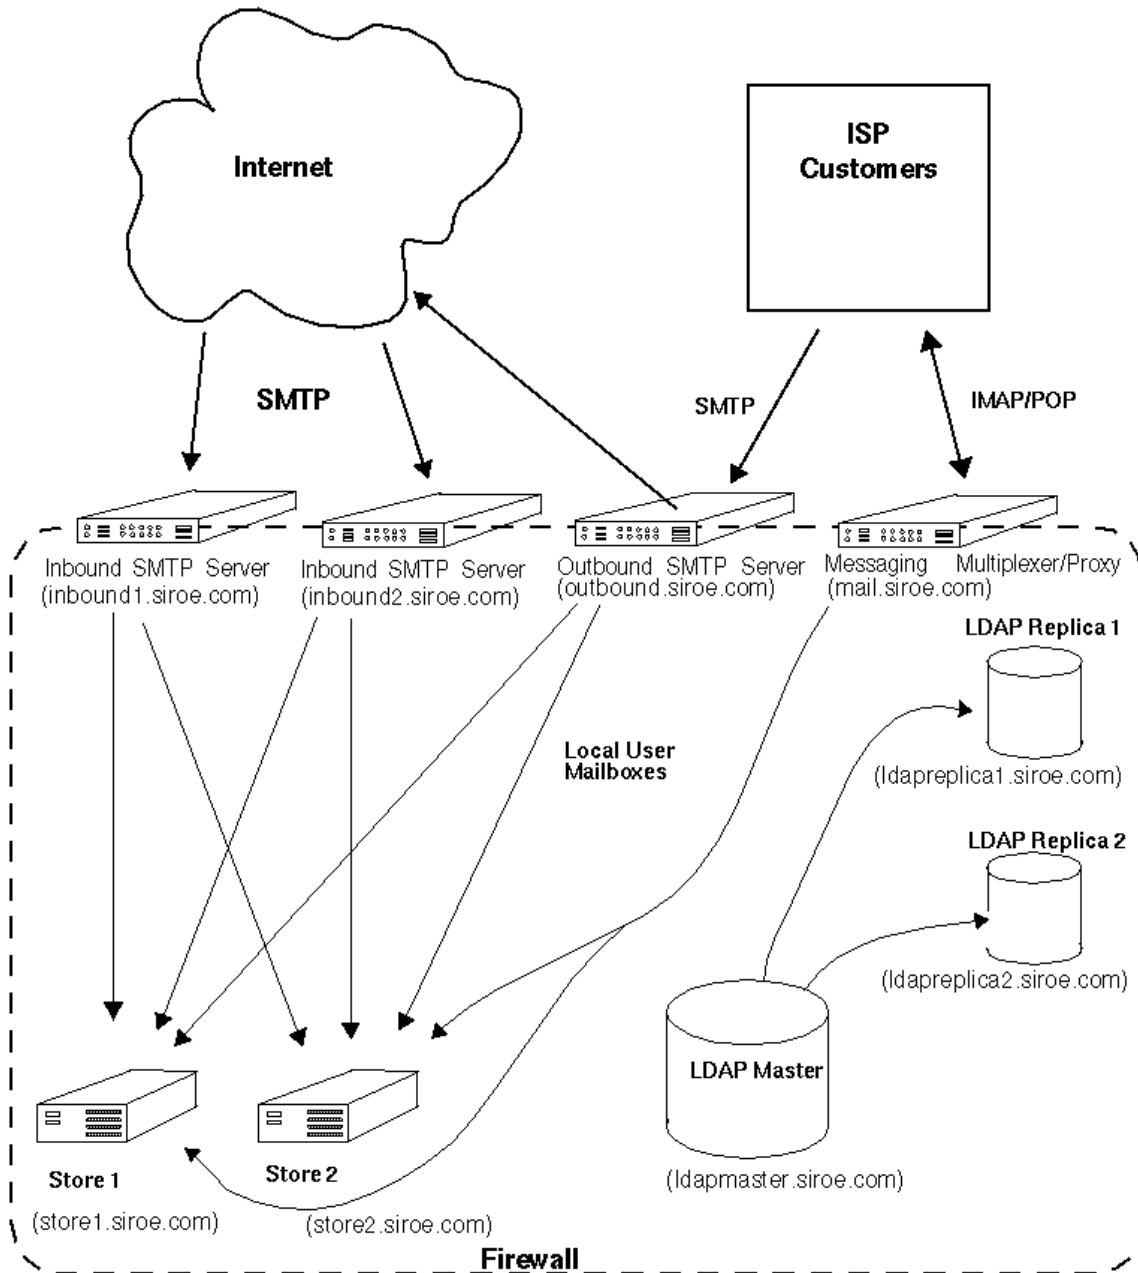 Internet
ISP
Customers
SMTP
SMTP
IMAP/POP
Inbound SMTP Server
(inbound1.siroe.com)
Inbound SMTP Server
(inbound2.siroe.com)
Outbound SMTP Server
(outbound.siroe.com)
Messaging Multiplexer/Proxy
(mail.siroe.com)
LDAP Replica 1
(ldapreplica1.siroe.com)
Local User
Mailboxes
LDAP Replica 2
(ldapreplica2.siroe.com)
LDAP Master
(ldapmaster.siroe.com)
Store 1
(store1.siroe.com)
Store 2
(store2.siroe.com)
Firewall